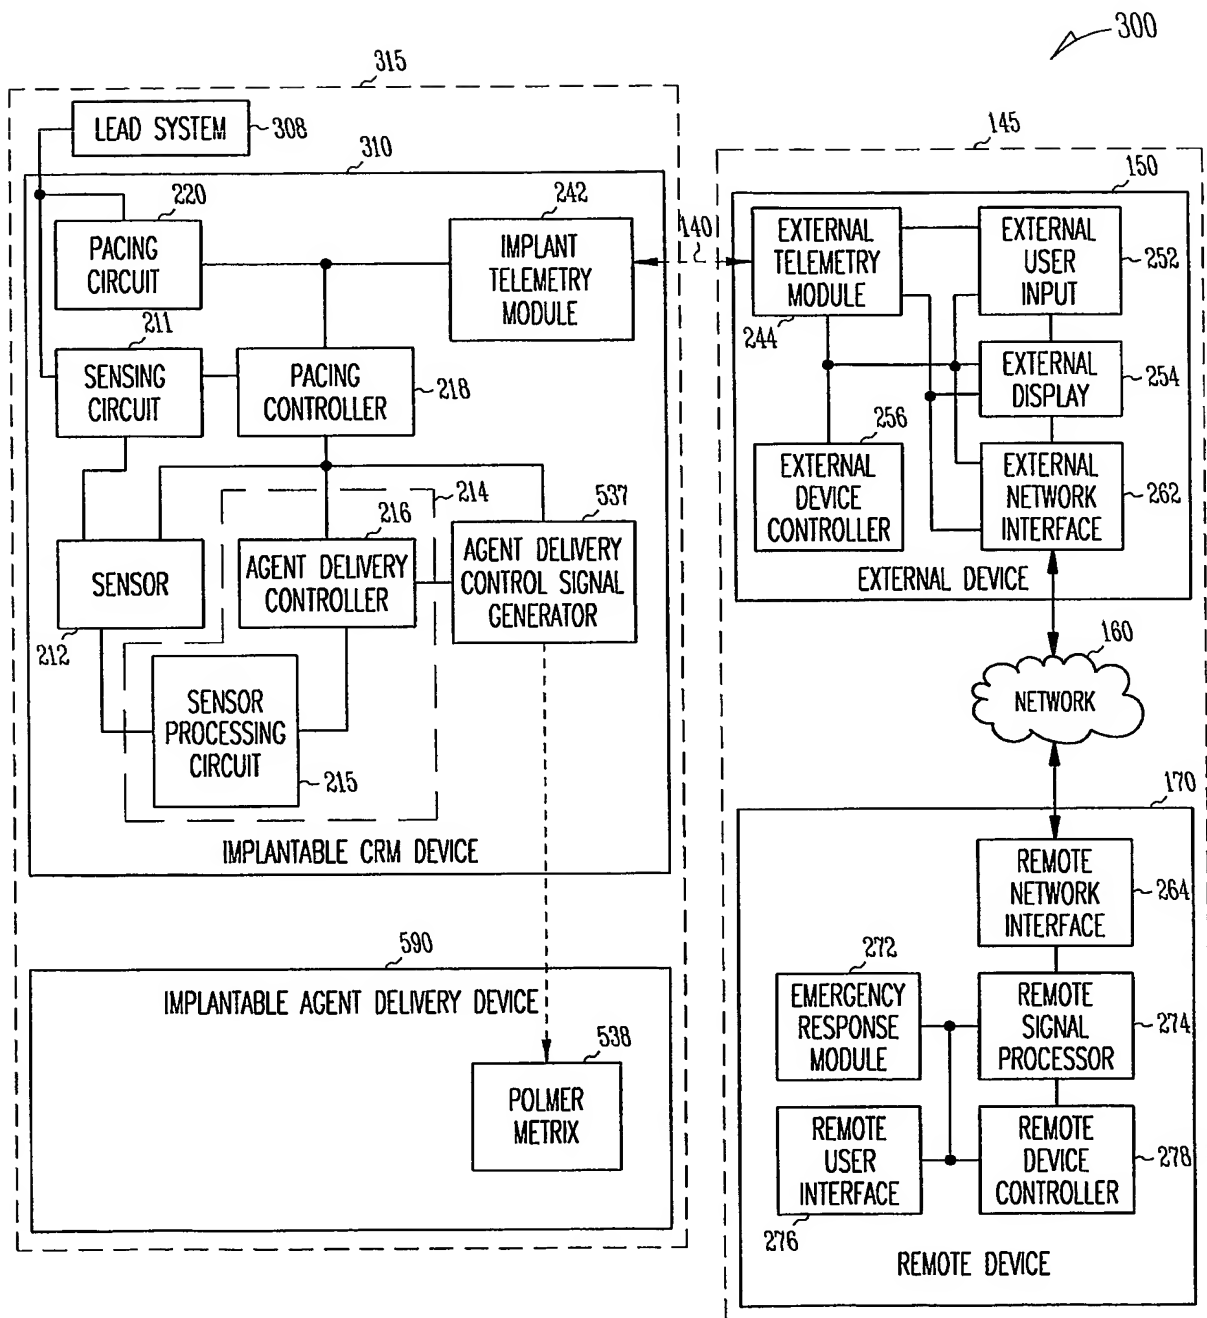 300
315
LEAD SYSTEM
308
310
220
PACING
CIRCUIT
242
IMPLANT
TELEMETRY
MODULE
211
SENSING
CIRCUIT
PACING
CONTROLLER
218
214
216
537
SENSOR
212
AGENT DELIVERY
CONTROLLER
AGENT DELIVERY
CONTROL SIGNAL
GENERATOR
SENSOR
PROCESSING
CIRCUIT
215
IMPLANTABLE CRM DEVICE
590
IMPLANTABLE AGENT DELIVERY DEVICE
538
POLMER
METRIX
140
145
150
EXTERNAL
TELEMETRY
MODULE
244
EXTERNAL
USER
INPUT
252
EXTERNAL
DISPLAY
254
256
EXTERNAL
DEVICE
CONTROLLER
EXTERNAL
NETWORK
INTERFACE
262
EXTERNAL DEVICE
160
NETWORK
170
REMOTE
NETWORK
INTERFACE
264
272
EMERGENCY
RESPONSE
MODULE
REMOTE
SIGNAL
PROCESSOR
274
REMOTE
USER
INTERFACE
276
REMOTE
DEVICE
CONTROLLER
278
REMOTE DEVICE